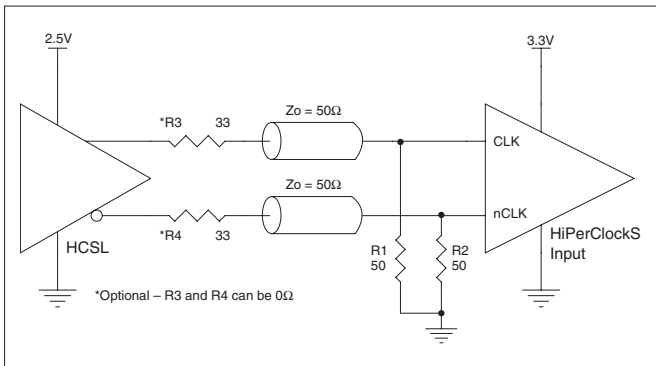 2.5V
3.3V
*R3 33
Zo = 50Ω
CLK
Zo = 50Ω
nCLK
*R4 33
HCSL
R1
50
R2
50
HiPerClockS
Input
*Optional – R3 and R4 can be 0Ω